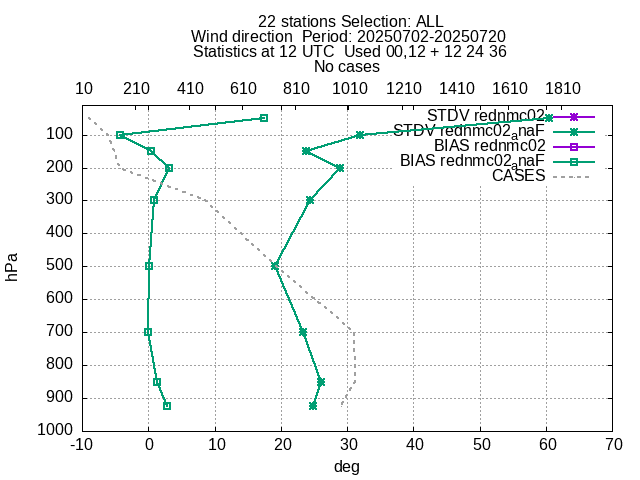 22 stations Selection: ALL
Wind direction  Period: 20250702-20250720
Statistics at 12 UTC  Used 00,12 + 12 24 36
No cases
10 210 410 610 810 1010 1210 1410 1610 1810
STDV rednmc02
STDV rednmc02anaF
BIAS rednmc02
BIAS rednmc02anaF
CASES
100
200
300
400
500
600
700
800
900
1000
hPa
-10 0 10 20 30 40 50 60 70
deg